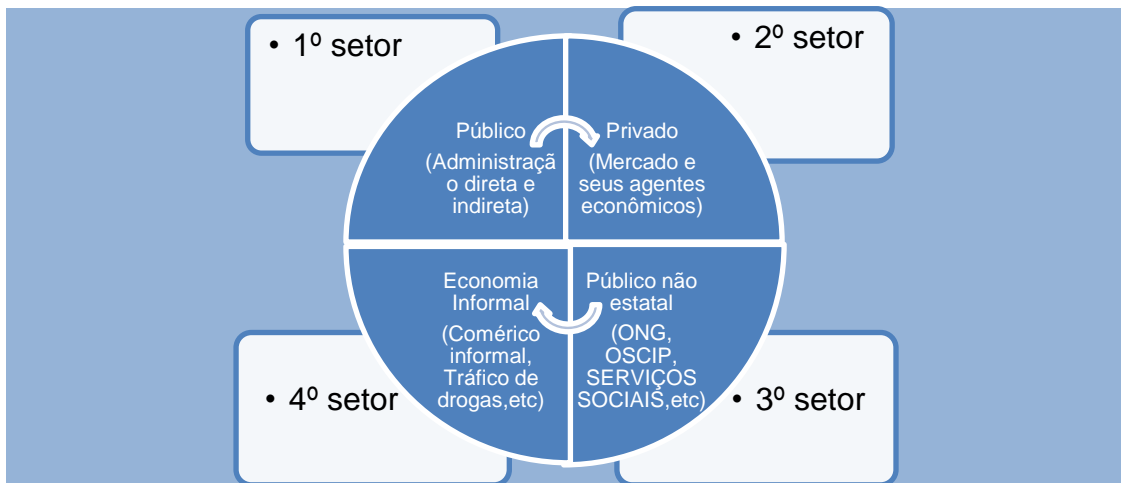 • 1º setor
• 2º setor
Público
(Administraçã
o direta e
indireta)
Privado
(Mercado e
seus agentes
econômicos)
Economia
Informal
(Comérico
informal,
Tráfico de
drogas,etc)
Público não
estatal
(ONG,
OSCIP,
SERVIÇOS
SOCIAIS,etc)
• 4º setor
• 3º setor